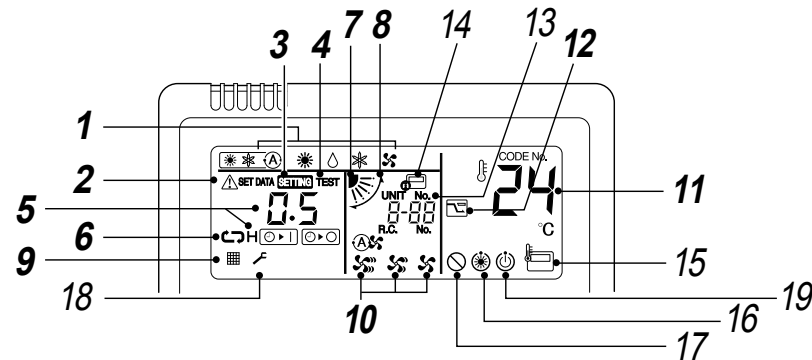 3 4 7 8 14 13 12
1
CODE No.
2 SET DATA SETTING TEST UNIT No. 24 11
5 0.5 0-88
R.C. No. °C
6 H
A
9 15
18 10 19
16
17